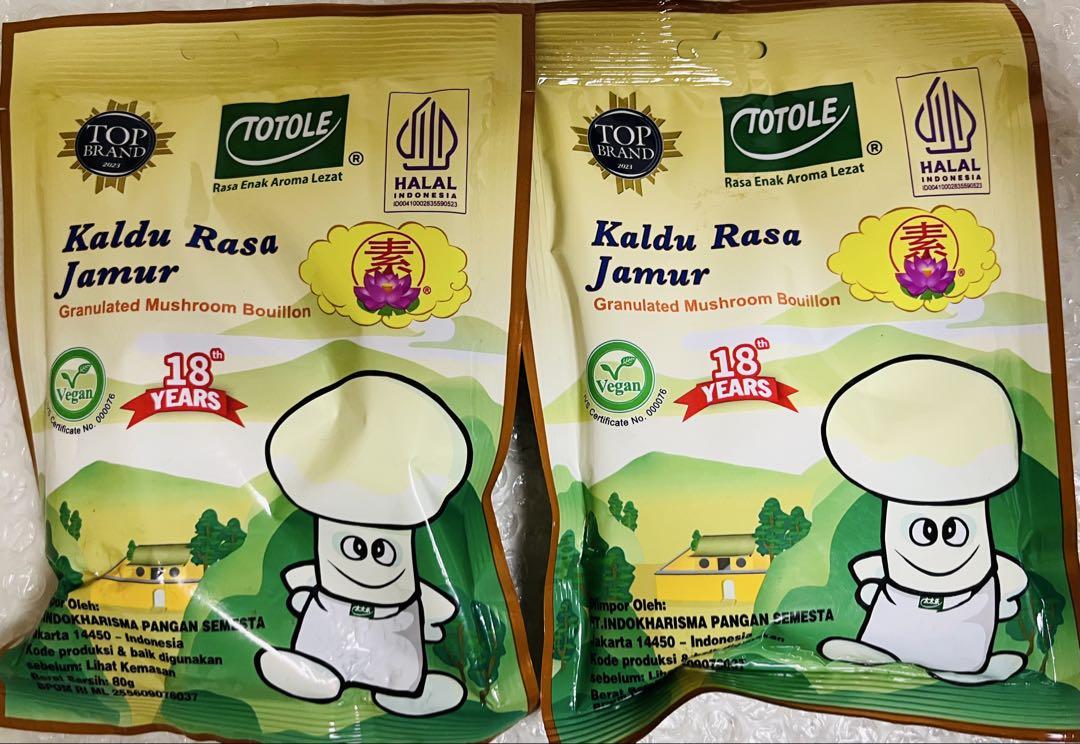 TOP
BRAND
2023
TOTOLE
®
Rasa Enak Aroma Lezat
HALAL
INDONESIA
ID00410002835590523
Kaldu Rasa
Jamur
Granulated Mushroom Bouillon
素
®
Vegan
Certificate No. 000076
18th
YEARS
Oleh:
INDOKHARISMA PANGAN SEMESTA
Jakarta 14450 – Indonesia
Kode produksi & baik digunakan
sebelum: Lihat Kemasan
Berat Bersih: 80g
BPOM RI ML 255609076037
TOP
BRAND
2023
TOTOLE
®
Rasa Enak Aroma Lezat
HALAL
INDONESIA
ID00410002835590523
Kaldu Rasa
Jamur
Granulated Mushroom Bouillon
素
®
Vegan
IVS Certificate No. 000076
18th
YEARS
Diimpor Oleh:
PT.INDOKHARISMA PANGAN SEMESTA
Jakarta 14450 – Indonesia
Kode produksi &
sebelum: